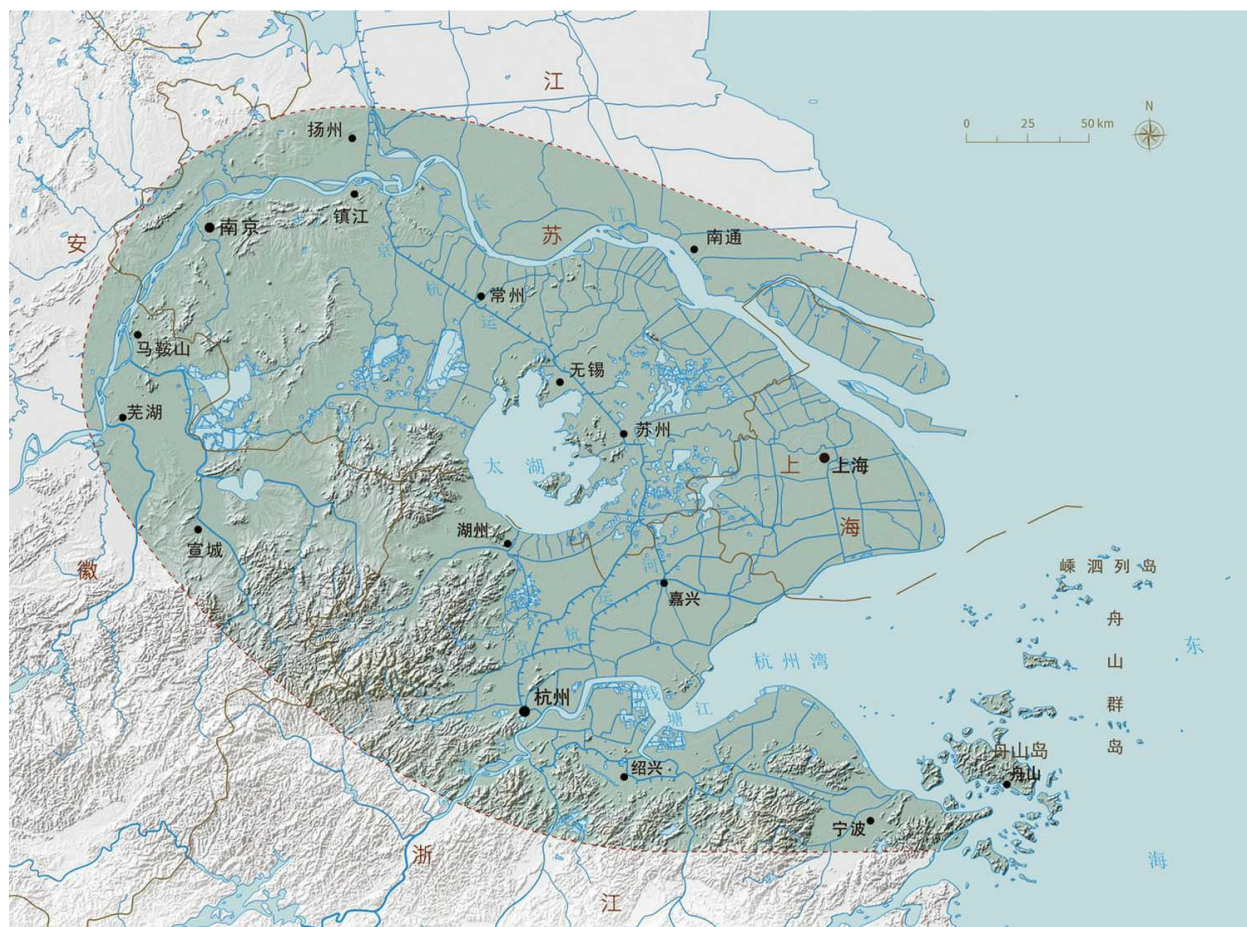 江
N
0 25 50 km
扬州
长
江
镇江
南京
苏
南通
安
京
杭
运
常州
马鞍山
无锡
芜湖
苏州
太湖
上
上海
海
湖州
宣城
徽
河
嵊泗列岛
嘉兴
运
杭
京
舟
山
群
岛
杭州湾
东
海
杭州
钱
塘
江
舟山岛
舟山
绍兴
宁波
浙
江